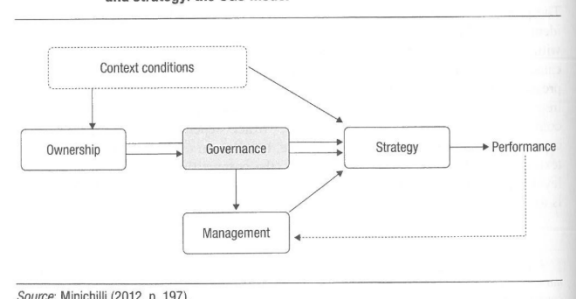 Context conditions
Ownership
Governance
Strategy
Performance
Management
Source: Minichilli (2012, p. 197)